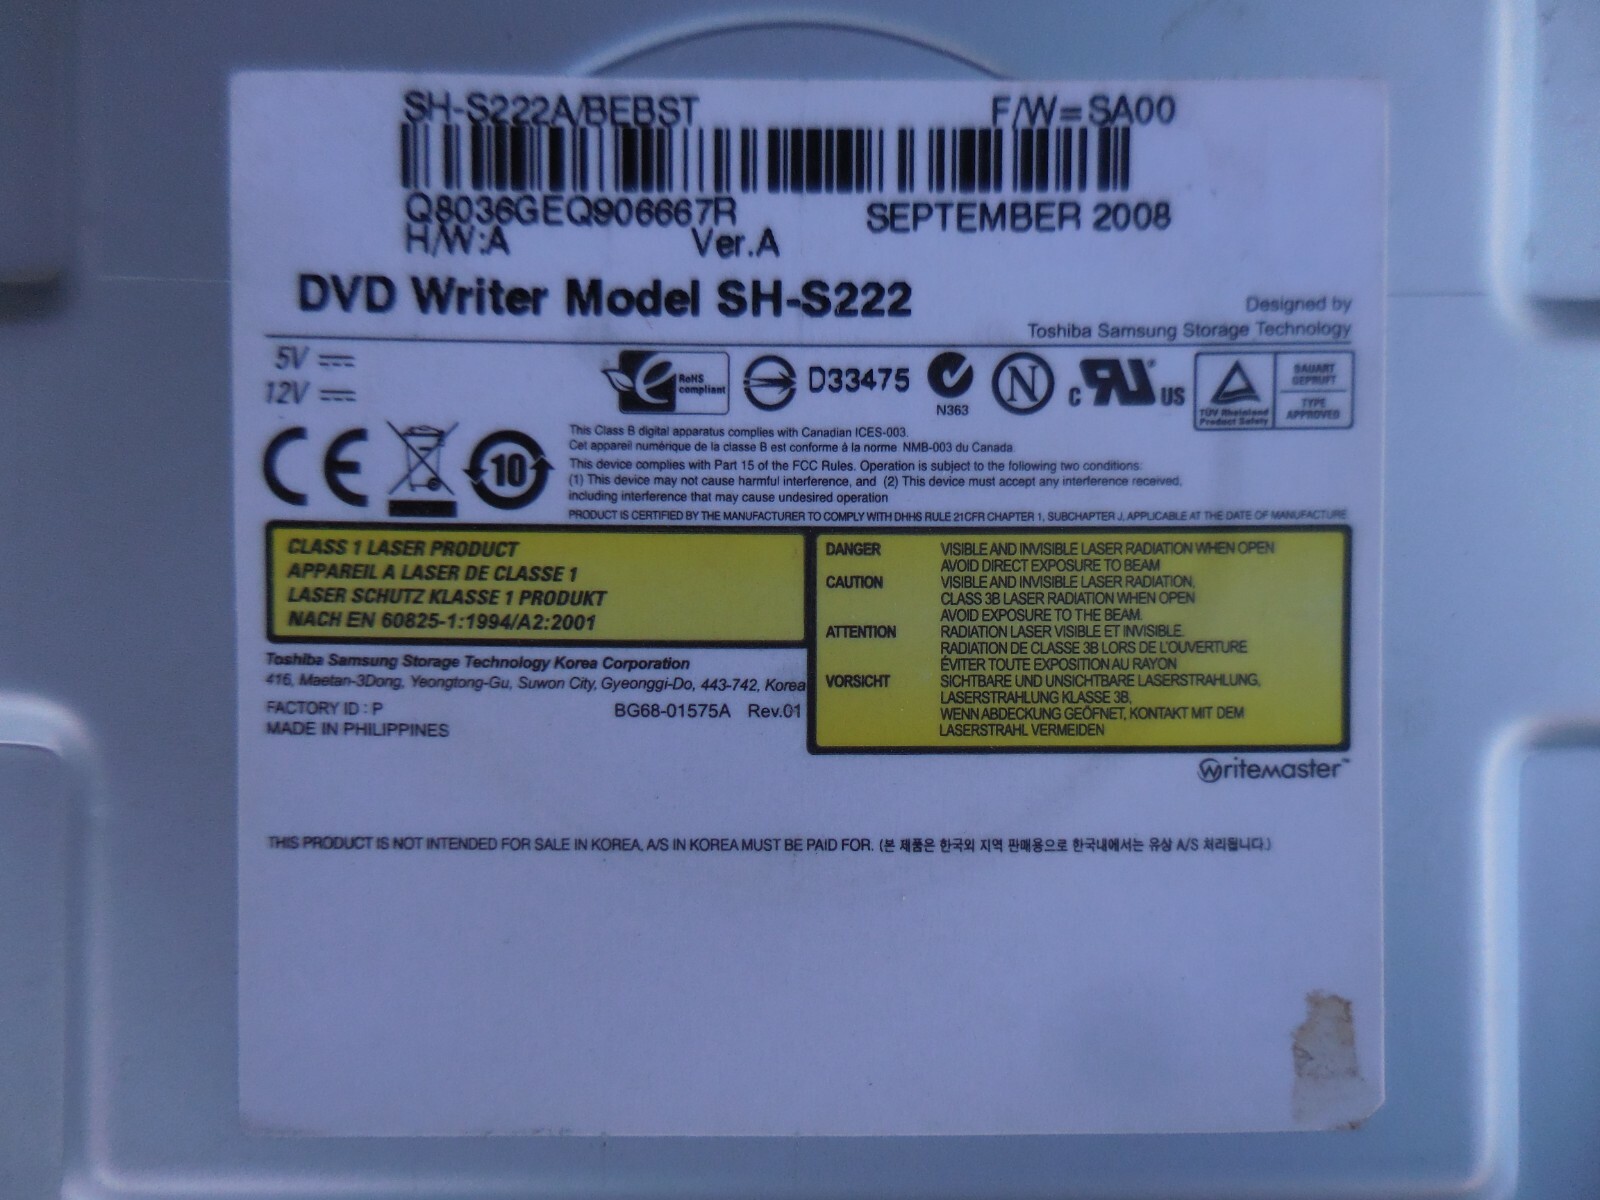 SH-S222A/BEBST F/W=SA00
Q8036GEQ906667R SEPTEMBER 2008
H/W:A Ver.A
DVD Writer Model SH-S222
Designed by
Toshiba Samsung Storage Technology
5V
12V
RoHS
compliant
D33475
N363
N
c UL US
TÜV Rheinland
Product Safety
BAUART
GEPRÜFT
TYPE
APPROVED
CE
10
This Class B digital apparatus complies with Canadian ICES-003.
Cet appareil numérique de la classe B est conforme à la norme NMB-003 du Canada
This device complies with Part 15 of the FCC Rules. Operation is subject to the following two conditions:
(1) This device may not cause harmful interference, and (2) This device must accept any interference received,
including interference that may cause undesired operation
PRODUCT IS CERTIFIED BY THE MANUFACTURER TO COMPLY WITH DHHS RULE 21CFR CHAPTER 1, SUBCHAPTER J, APPLICABLE AT THE DATE OF MANUFACTURE
CLASS 1 LASER PRODUCT
APPAREIL A LASER DE CLASSE 1
LASER SCHUTZ KLASSE 1 PRODUKT
NACH EN 60825-1:1994/A2:2001
DANGER VISIBLE AND INVISIBLE LASER RADIATION WHEN OPEN
AVOID DIRECT EXPOSURE TO BEAM
CAUTION VISIBLE AND INVISIBLE LASER RADIATION,
CLASS 3B LASER RADIATION WHEN OPEN
AVOID EXPOSURE TO THE BEAM.
ATTENTION RADIATION LASER VISIBLE ET INVISIBLE.
RADIATION DE CLASSE 3B LORS DE L'OUVERTURE
ÉVITER TOUTE EXPOSITION AU RAYON
VORSICHT SICHTBARE UND UNSICHTBARE LASERSTRAHLUNG,
LASERSTRAHLUNG KLASSE 3B,
WENN ABDECKUNG GEÖFNET, KONTAKT MIT DEM
LASERSTRAHL VERMEIDEN
Toshiba Samsung Storage Technology Korea Corporation
416, Maetan-3Dong, Yeongtong-Gu, Suwon City, Gyeonggi-Do, 443-742, Korea
FACTORY ID : P BG68-01575A Rev.01
MADE IN PHILIPPINES
Writemaster™
THIS PRODUCT IS NOT INTENDED FOR SALE IN KOREA, A/S IN KOREA MUST BE PAID FOR. (본 제품은 한국외 지역 판매용으로 한국내에서는 유상 A/S 처리됩니다.)